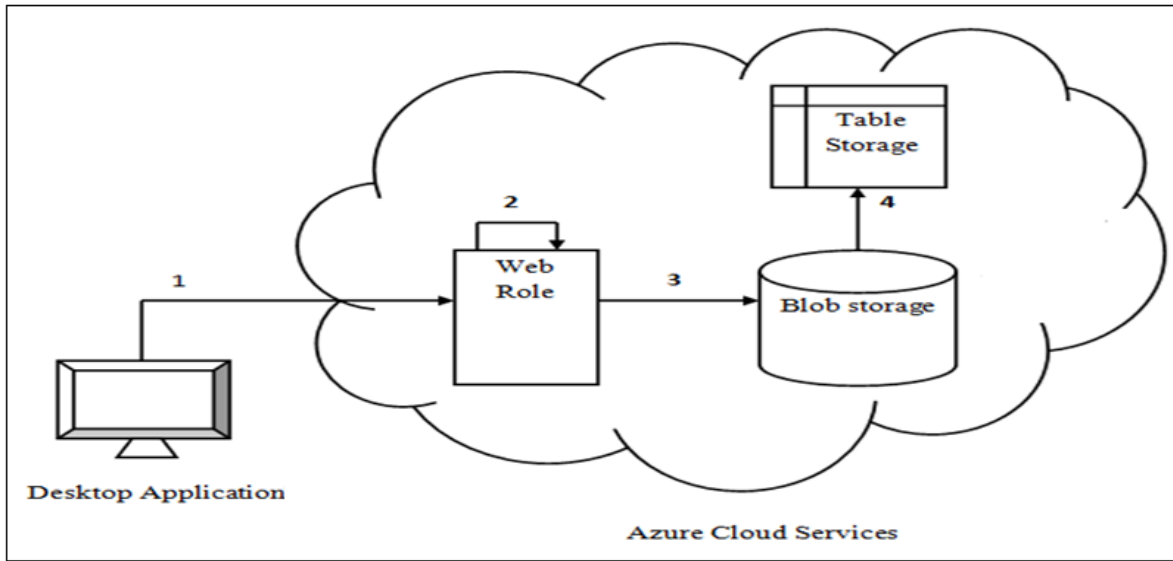 Table
Storage
4
2
Web
Role
1
3
Blob storage
Desktop Application
Azure Cloud Services